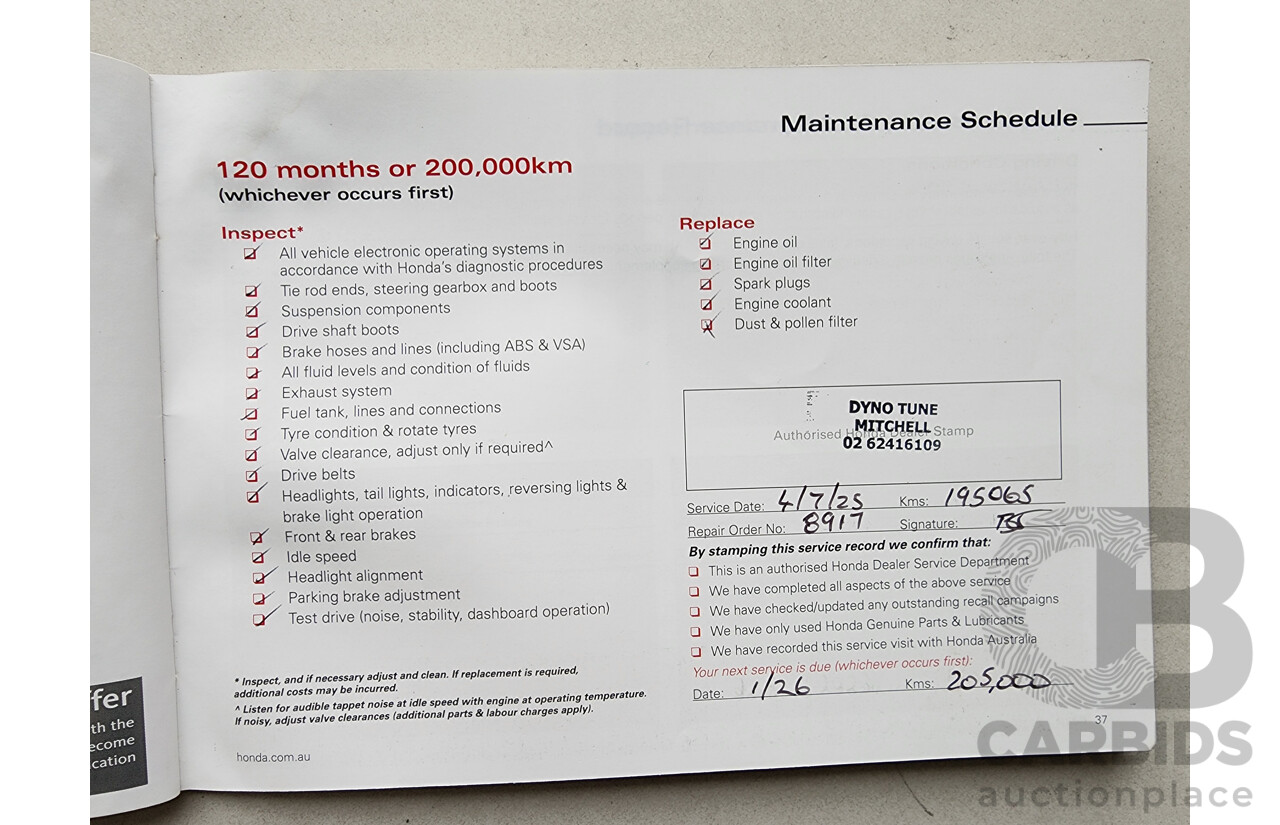 Maintenance Schedule
120 months or 200,000km
(whichever occurs first)
Inspect*
All vehicle electronic operating systems in
accordance with Honda's diagnostic procedures
Tie rod ends, steering gearbox and boots
Suspension components
Drive shaft boots
Brake hoses and lines (including ABS & VSA)
All fluid levels and condition of fluids
Exhaust system
Fuel tank, lines and connections
Tyre condition & rotate tyres
Valve clearance, adjust only if required^
Drive belts
Headlights, tail lights, indicators, reversing lights &
brake light operation
Front & rear brakes
Idle speed
Headlight alignment
Parking brake adjustment
Test drive (noise, stability, dashboard operation)
* Inspect, and if necessary adjust and clean. If replacement is required,
additional costs may be incurred.
^ Listen for audible tappet noise at idle speed with engine at operating temperature.
If noisy, adjust valve clearances (additional parts & labour charges apply).
honda.com.au
Replace
Engine oil
Engine oil filter
Spark plugs
Engine coolant
Dust & pollen filter
DYNO TUNE
MITCHELL
Authorised Honda Dealer Stamp
02 62416109
Service Date: 4/7/25 Kms: 195065
Repair Order No: 8917 Signature:
By stamping this service record we confirm that:
This is an authorised Honda Dealer Service Department
We have completed all aspects of the above service
We have checked/updated any outstanding recall campaigns
We have only used Honda Genuine Parts & Lubricants
We have recorded this service visit with Honda Australia
Your next service is due (whichever occurs first):
Date: 1/26 Kms: 205,000
37
ffer
th the
ecome
cation
CB
CARBIDS
auctionplace